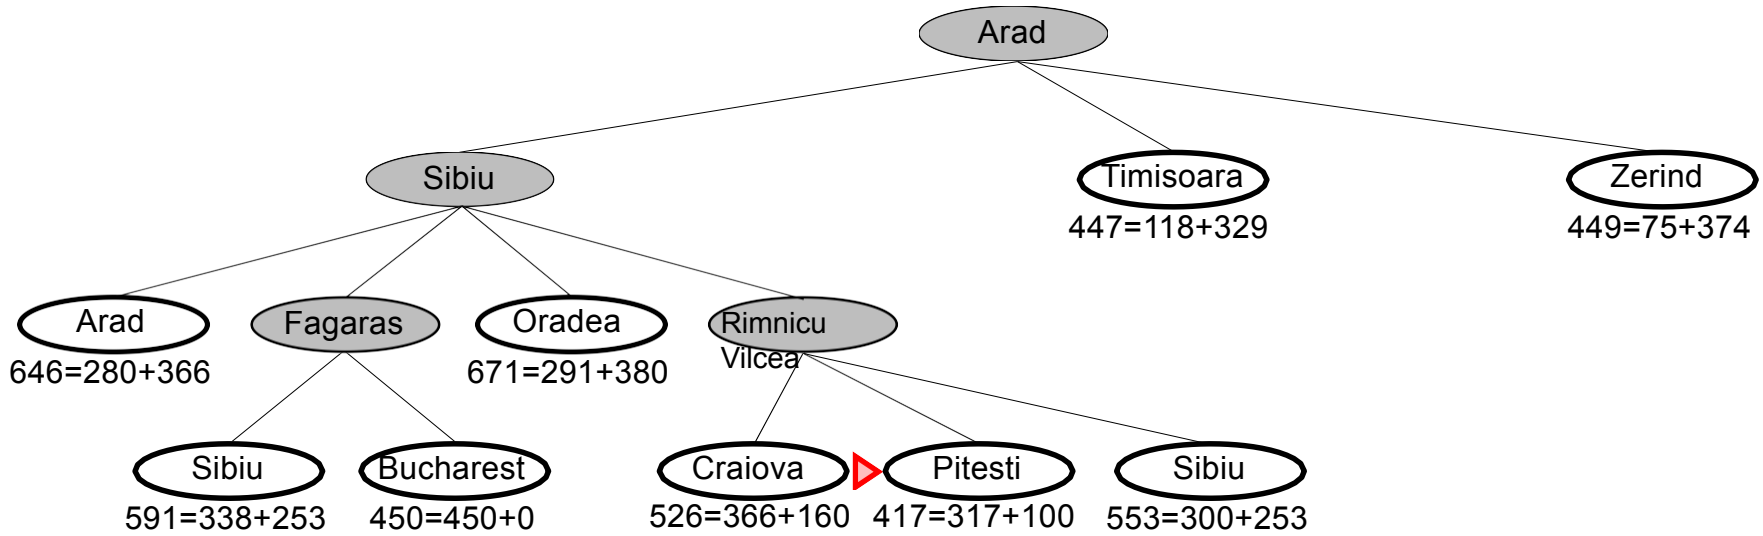 Arad
Sibiu
Timisoara
Zerind
447=118+329
449=75+374
Arad
Fagaras
Oradea
Rimnicu
Vilcea
646=280+366
671=291+380
Sibiu
Bucharest
Craiova
Pitesti
Sibiu
591=338+253
450=450+0
526=366+160
417=317+100
553=300+253